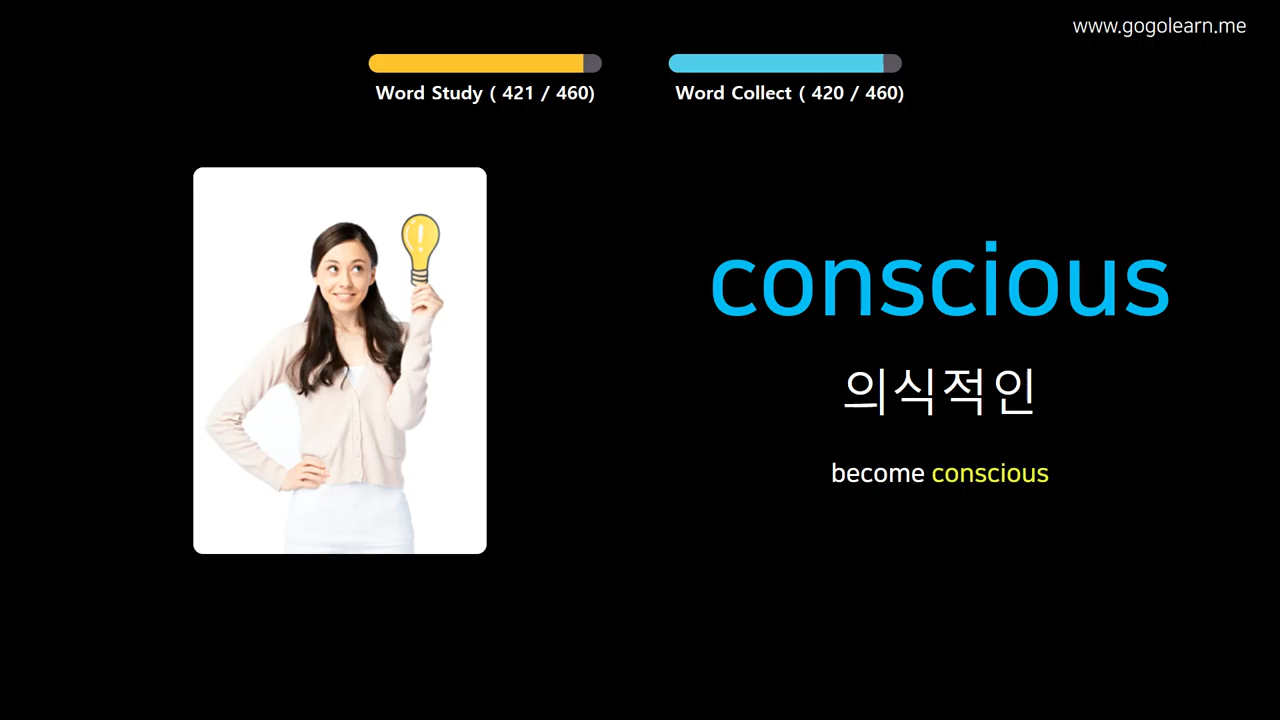 www.gogolearn.me
Word Study ( 421 / 460)
Word Collect ( 420 / 460)
conscious
의식적인
become conscious